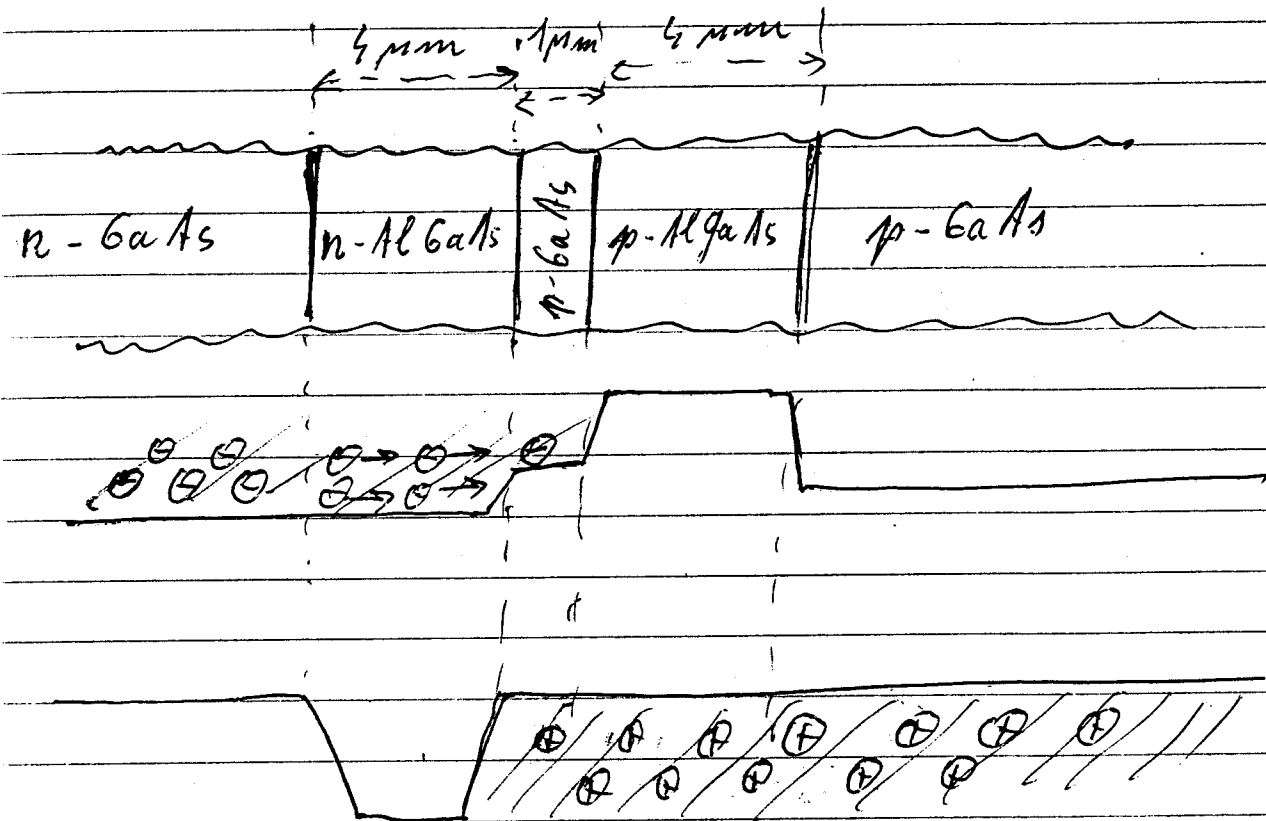 4 µm .1µm 4 µm
n-GaAs n-AlGaAs p-GaAs p-AlgaAs p-GaAs
⊖ ⊖
⊖ ⊖ ⊖ ⊖ → ⊖ → ⊖
⊖ → ⊖ →
⊕ ⊕ ⊕ ⊕ ⊕ ⊕ ⊕
⊕ ⊕ ⊕ ⊕ ⊕